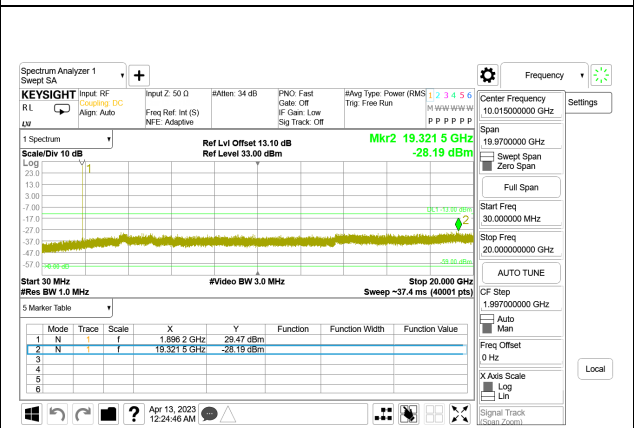 Spectrum Analyzer 1
Swept SA
Frequency
KEYSIGHT
Input: RF
Coupling: DC
Align: Auto
Input Z: 50 Ω
Freq Ref: Int (S)
NFE: Adaptive
#Atten: 34 dB
PNO: Fast
Gate: Off
IF Gain: Low
Sig Track: Off
#Avg Type: Power (RMS
Trig: Free Run
1 2 3 4 5 6
M W W W W W
P P P P P P
RL
Settings
Center Frequency
10.015000000 GHz
Span
19.9700000 GHz
Swept Span
Zero Span
Full Span
Start Freq
30.000000 MHz
Stop Freq
20.000000000 GHz
AUTO TUNE
CF Step
1.997000000 GHz
Auto
Man
Freq Offset
0 Hz
X Axis Scale
Log
Lin
Signal Track
(Span Zoom)
Local
1 Spectrum
Scale/Div 10 dB
Log
Ref Lvl Offset 13.10 dB
Ref Level 33.00 dBm
Mkr2 19.321 5 GHz
-28.19 dBm
1
23.0
13.0
3.00
-7.00
DL1 -13.00 dBm
2
-17.0
-27.0
-37.0
-47.0
-57.0
Start 30 MHz
#Res BW 1.0 MHz
#Video BW 3.0 MHz
Stop 20.000 GHz
Sweep ~37.4 ms (40001 pts)
5 Marker Table
Mode Trace Scale X Y Function Function Width Function Value
1 N 1 f 1.896 2 GHz 29.47 dBm
2 N 1 f 19.321 5 GHz -28.19 dBm
3
4
5
6
?
Apr 13, 2023
12:24:46 AM